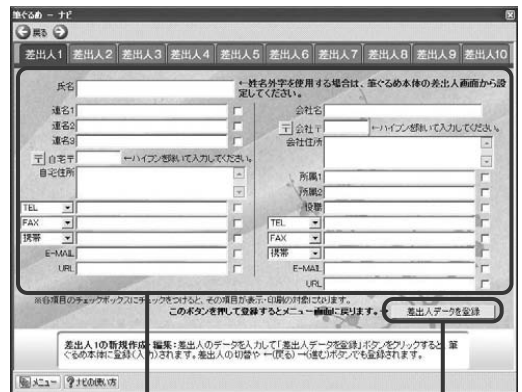 筆ぐるめ － ナビ
戻る
差出人1 差出人2 差出人3 差出人4 差出人5 差出人6 差出人7 差出人8 差出人9 差出人10
氏名
←姓名外字を使用する場合は、筆ぐるめ本体の差出人画面から設
定してください。
連名1
連名2
連名3
〒 自宅〒 ←ハイフンを除いて入力してください。
自宅住所
TEL
FAX
携帯
E-MAIL
URL
会社名
〒 会社〒 ←ハイフンを除いて入力してください。
会社住所
所属1
所属2
役職
TEL
FAX
携帯
E-MAIL
URL
※各項目のチェックボックスにチェックをつけると、その項目が表示・印刷の対象になります。
このボタンを押して登録するとメニュー画面に戻ります。→ 差出人データを登録
差出人1の新規作成・編集：差出人のデータを入力して「差出人データを登録」ボタンをクリックすると、筆
ぐるめ本体に登録（入力）されます。差出人の切替や ←（戻る） →（進む）ボタンでも登録されます。
メニュー ? ナビの使い方